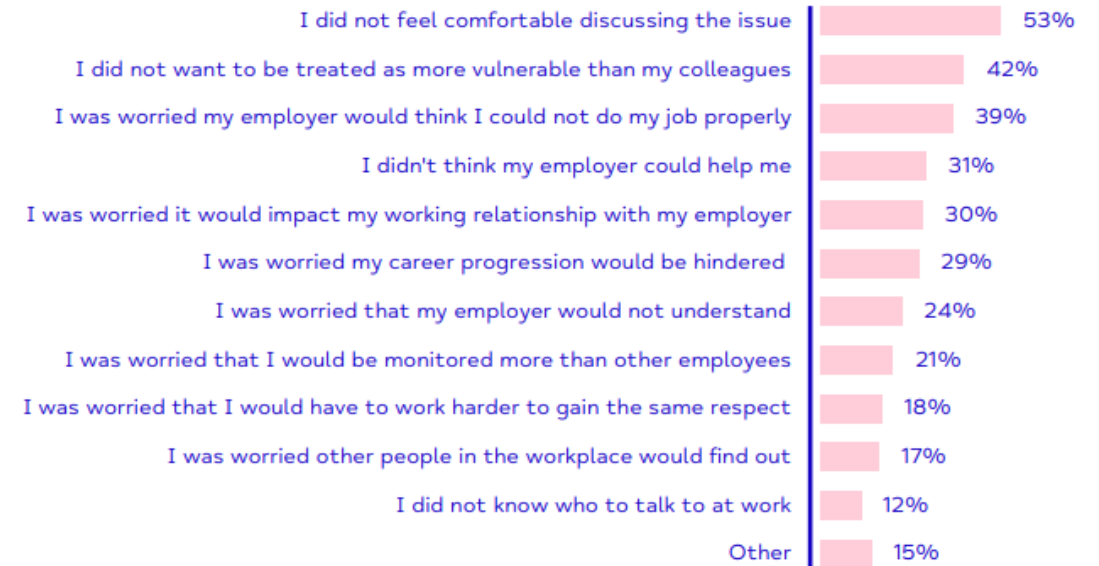 I did not feel comfortable discussing the issue 53%
I did not want to be treated as more vulnerable than my colleagues 42%
I was worried my employer would think I could not do my job properly 39%
I didn't think my employer could help me 31%
I was worried it would impact my working relationship with my employer 30%
I was worried my career progression would be hindered 29%
I was worried that my employer would not understand 24%
I was worried that I would be monitored more than other employees 21%
I was worried that I would have to work harder to gain the same respect 18%
I was worried other people in the workplace would find out 17%
I did not know who to talk to at work 12%
Other 15%